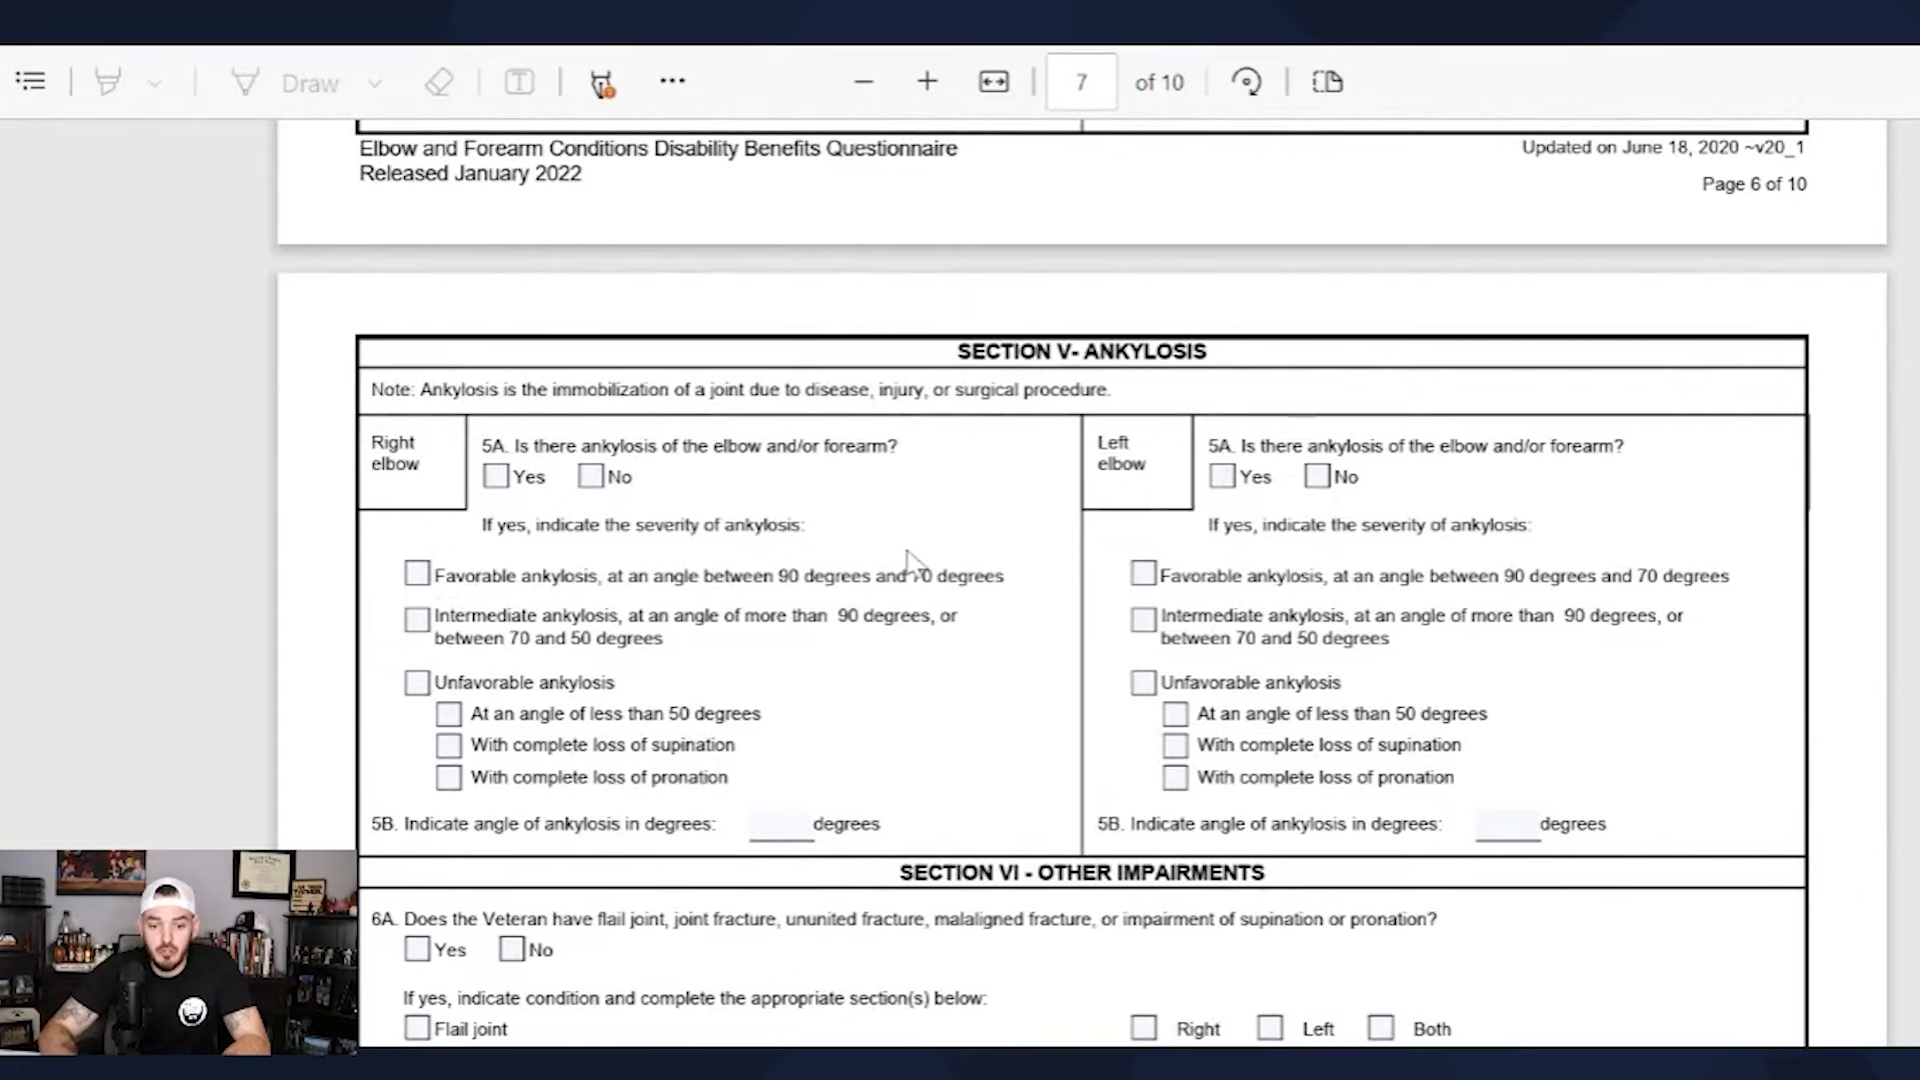 Draw
7 of 10
Elbow and Forearm Conditions Disability Benefits Questionnaire
Released January 2022
Updated on June 18, 2020 ~v20_1
Page 6 of 10
SECTION V- ANKYLOSIS
Note: Ankylosis is the immobilization of a joint due to disease, injury, or surgical procedure.
Right
elbow
5A. Is there ankylosis of the elbow and/or forearm?
Yes No
If yes, indicate the severity of ankylosis:
Favorable ankylosis, at an angle between 90 degrees and 70 degrees
Intermediate ankylosis, at an angle of more than 90 degrees, or
between 70 and 50 degrees
Unfavorable ankylosis
At an angle of less than 50 degrees
With complete loss of supination
With complete loss of pronation
5B. Indicate angle of ankylosis in degrees: degrees
Left
elbow
5A. Is there ankylosis of the elbow and/or forearm?
Yes No
If yes, indicate the severity of ankylosis:
Favorable ankylosis, at an angle between 90 degrees and 70 degrees
Intermediate ankylosis, at an angle of more than 90 degrees, or
between 70 and 50 degrees
Unfavorable ankylosis
At an angle of less than 50 degrees
With complete loss of supination
With complete loss of pronation
5B. Indicate angle of ankylosis in degrees: degrees
SECTION VI - OTHER IMPAIRMENTS
6A. Does the Veteran have flail joint, joint fracture, ununited fracture, malaligned fracture, or impairment of supination or pronation?
Yes No
If yes, indicate condition and complete the appropriate section(s) below:
Flail joint Right Left Both